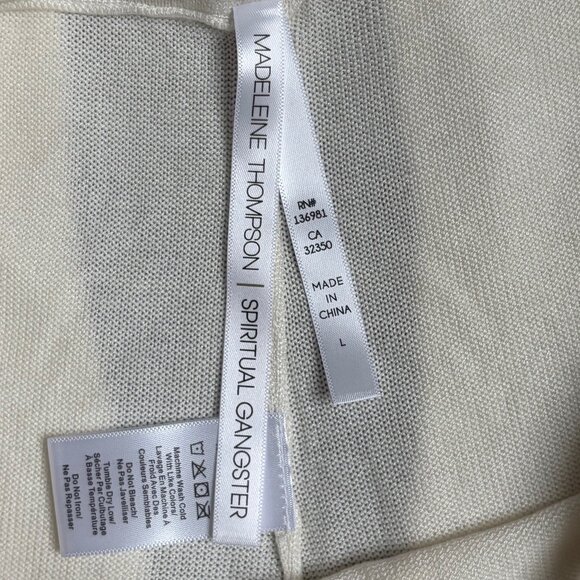 MADELEINE THOMPSON | SPIRITUAL GANGSTER
RN#
136981
CA
32350
MADE
IN
CHINA
L
Machine Wash Cold
With Like Colors/
Lavage En Machine À
Froid Avec Des
Couleurs Semblables
Do Not Bleach/
Ne Pas Javelliser
Tumble Dry Low/
Sécher Par Culbutage
À Basse Température
Do Not Iron/
Ne Pas Repasser